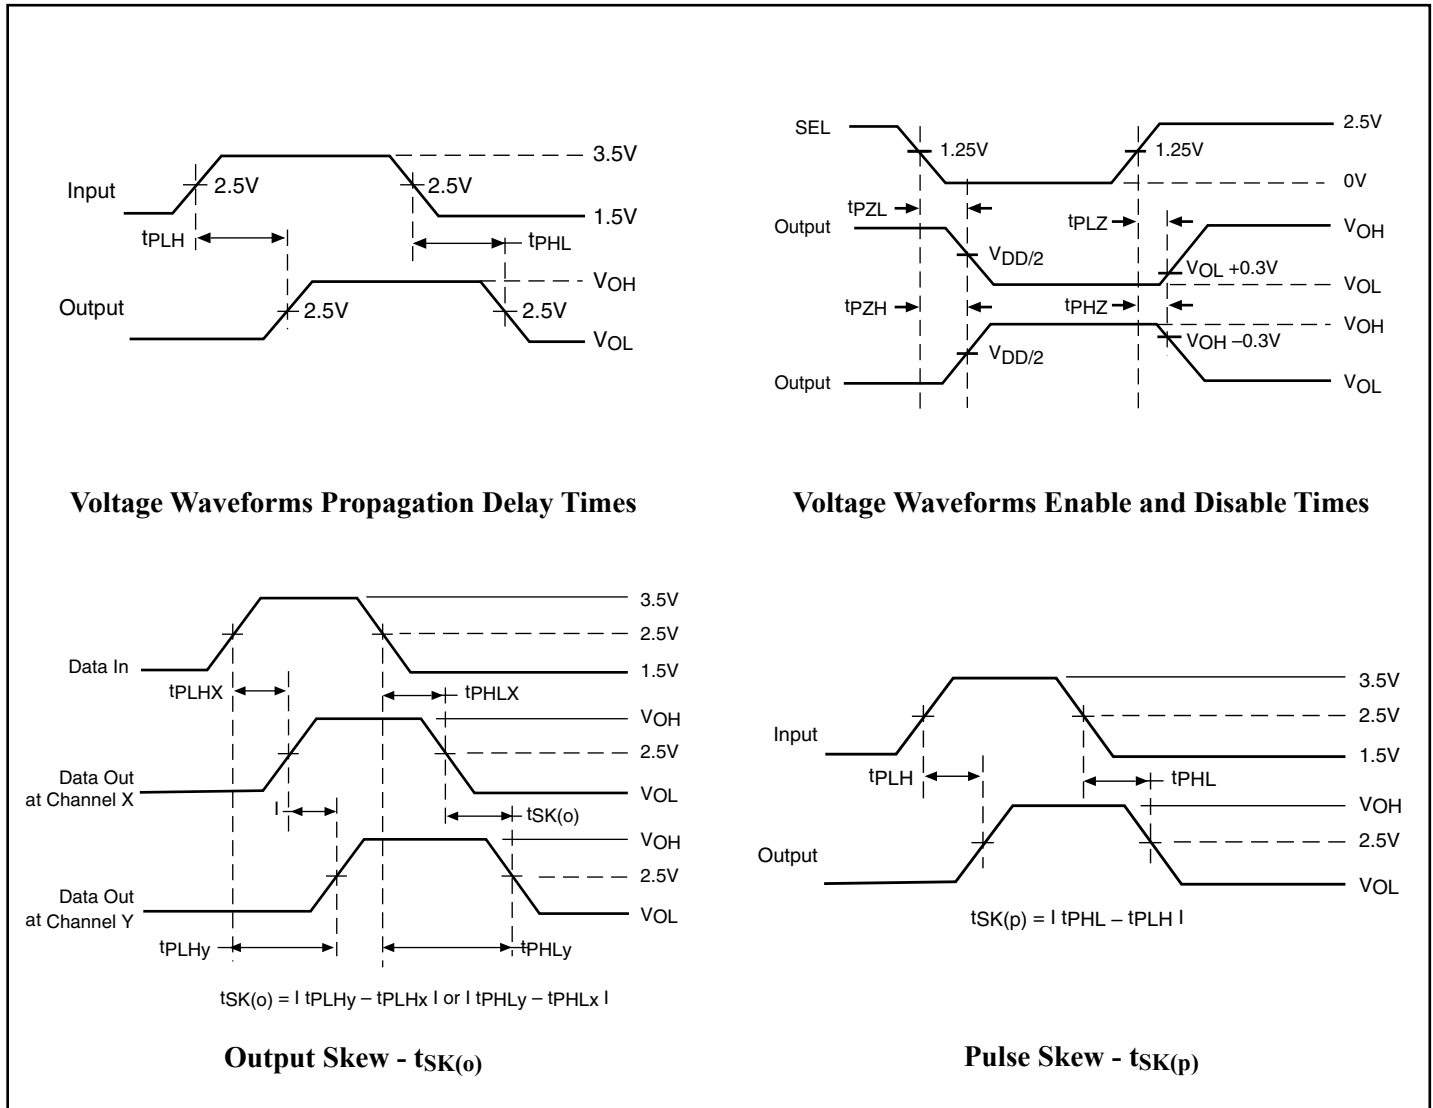 Input
2.5V
2.5V
3.5V
1.5V
tPLH
tPHL
Output
2.5V
2.5V
VOH
VOL
Voltage Waveforms Propagation Delay Times
SEL
1.25V
1.25V
2.5V
0V
tPZL
tPLZ
Output
VDD/2
VOL +0.3V
VOH
VOL
tPZH
tPHZ
VOH
VDD/2
VOH –0.3V
Output
VOL
Voltage Waveforms Enable and Disable Times
3.5V
2.5V
Data In
1.5V
tPLHX
tPHLX
VOH
2.5V
Data Out
at Channel X
VOL
I
tSK(o)
VOH
2.5V
Data Out
at Channel Y
VOL
tPLHy
tPHLy
tSK(o) = I tPLHy – tPLHx I or I tPHLy – tPHLx I
Output Skew - tSK(o)
3.5V
Input
2.5V
1.5V
tPLH
tPHL
VOH
2.5V
Output
VOL
tSK(p) = I tPHL – tPLH I
Pulse Skew - tSK(p)